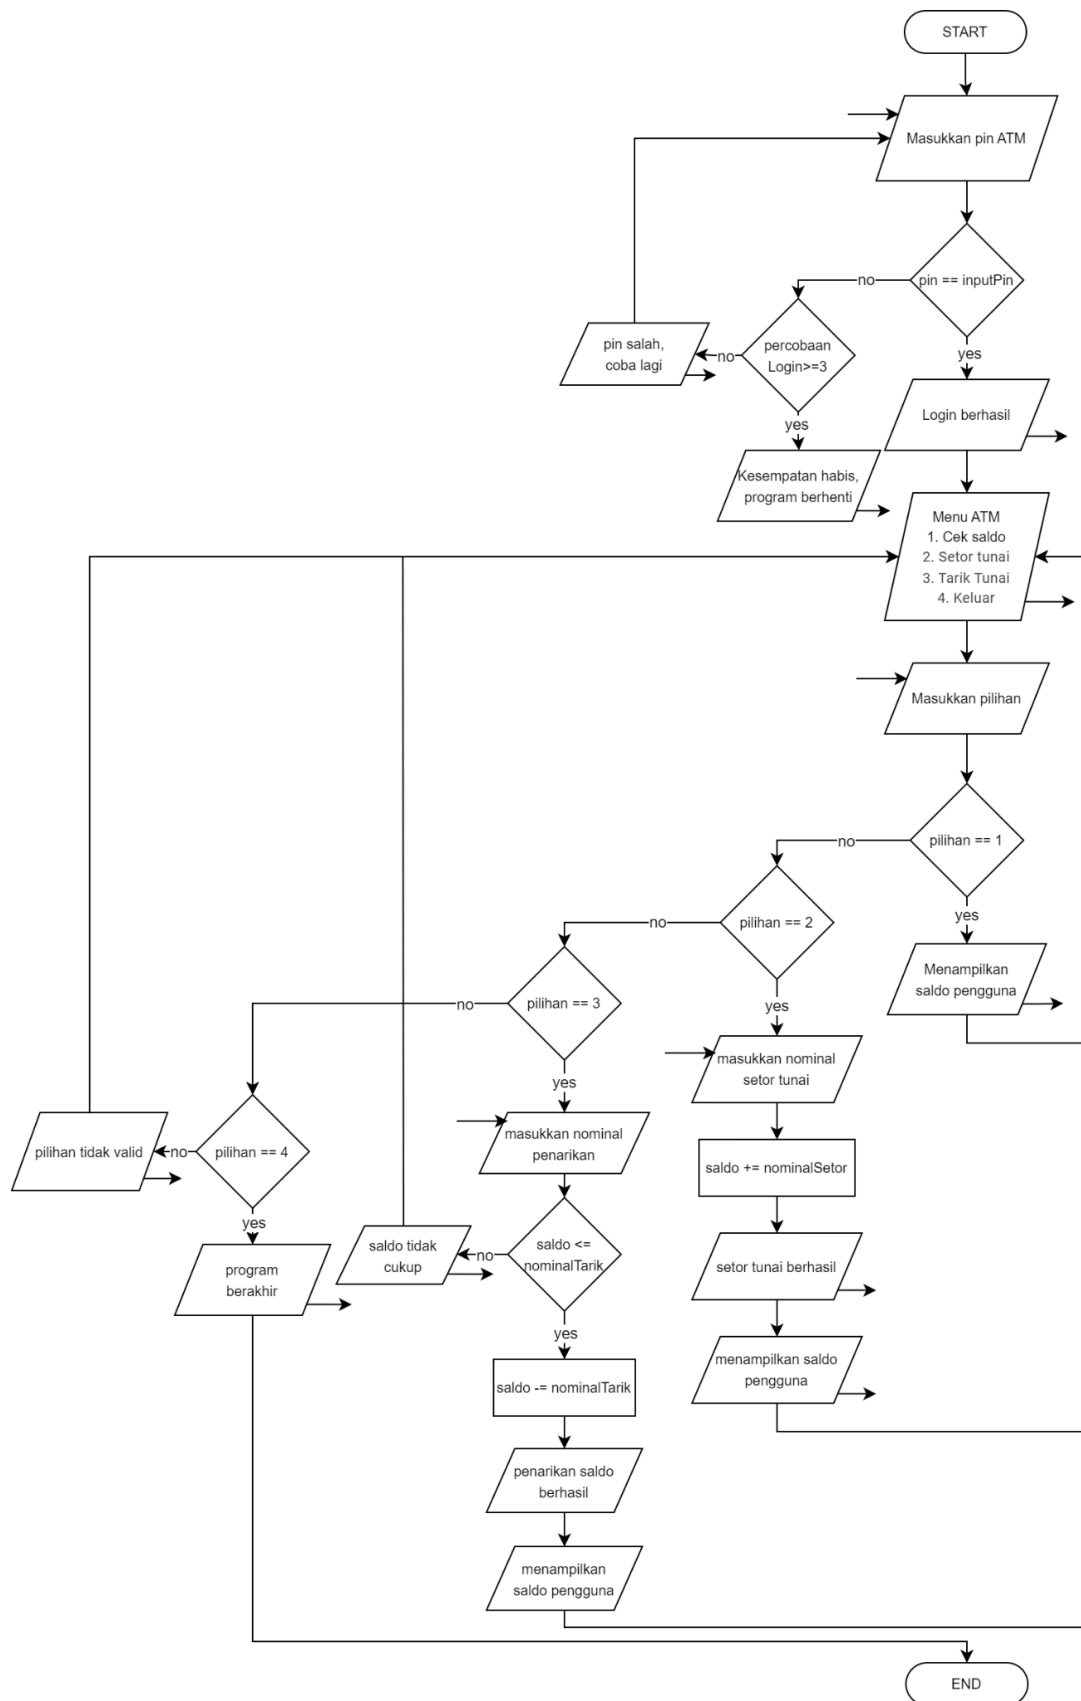 START
Masukkan pin ATM
pin == inputPin
no
yes
percobaan
Login>=3
no
pin salah,
coba lagi
yes
Kesempatan habis,
program berhenti
Login berhasil
Menu ATM
1. Cek saldo
2. Setor tunai
3. Tarik Tunai
4. Keluar
Masukkan pilihan
pilihan == 1
no
yes
Menampilkan
saldo pengguna
pilihan == 2
no
yes
masukkan nominal
setor tunai
saldo += nominalSetor
setor tunai berhasil
menampilkan saldo
pengguna
pilihan == 3
no
yes
masukkan nominal
penarikan
saldo <=
nominalTarik
no
saldo tidak
cukup
yes
saldo -= nominalTarik
penarikan saldo
berhasil
menampilkan
saldo pengguna
pilihan == 4
no
pilihan tidak valid
yes
program
berakhir
END